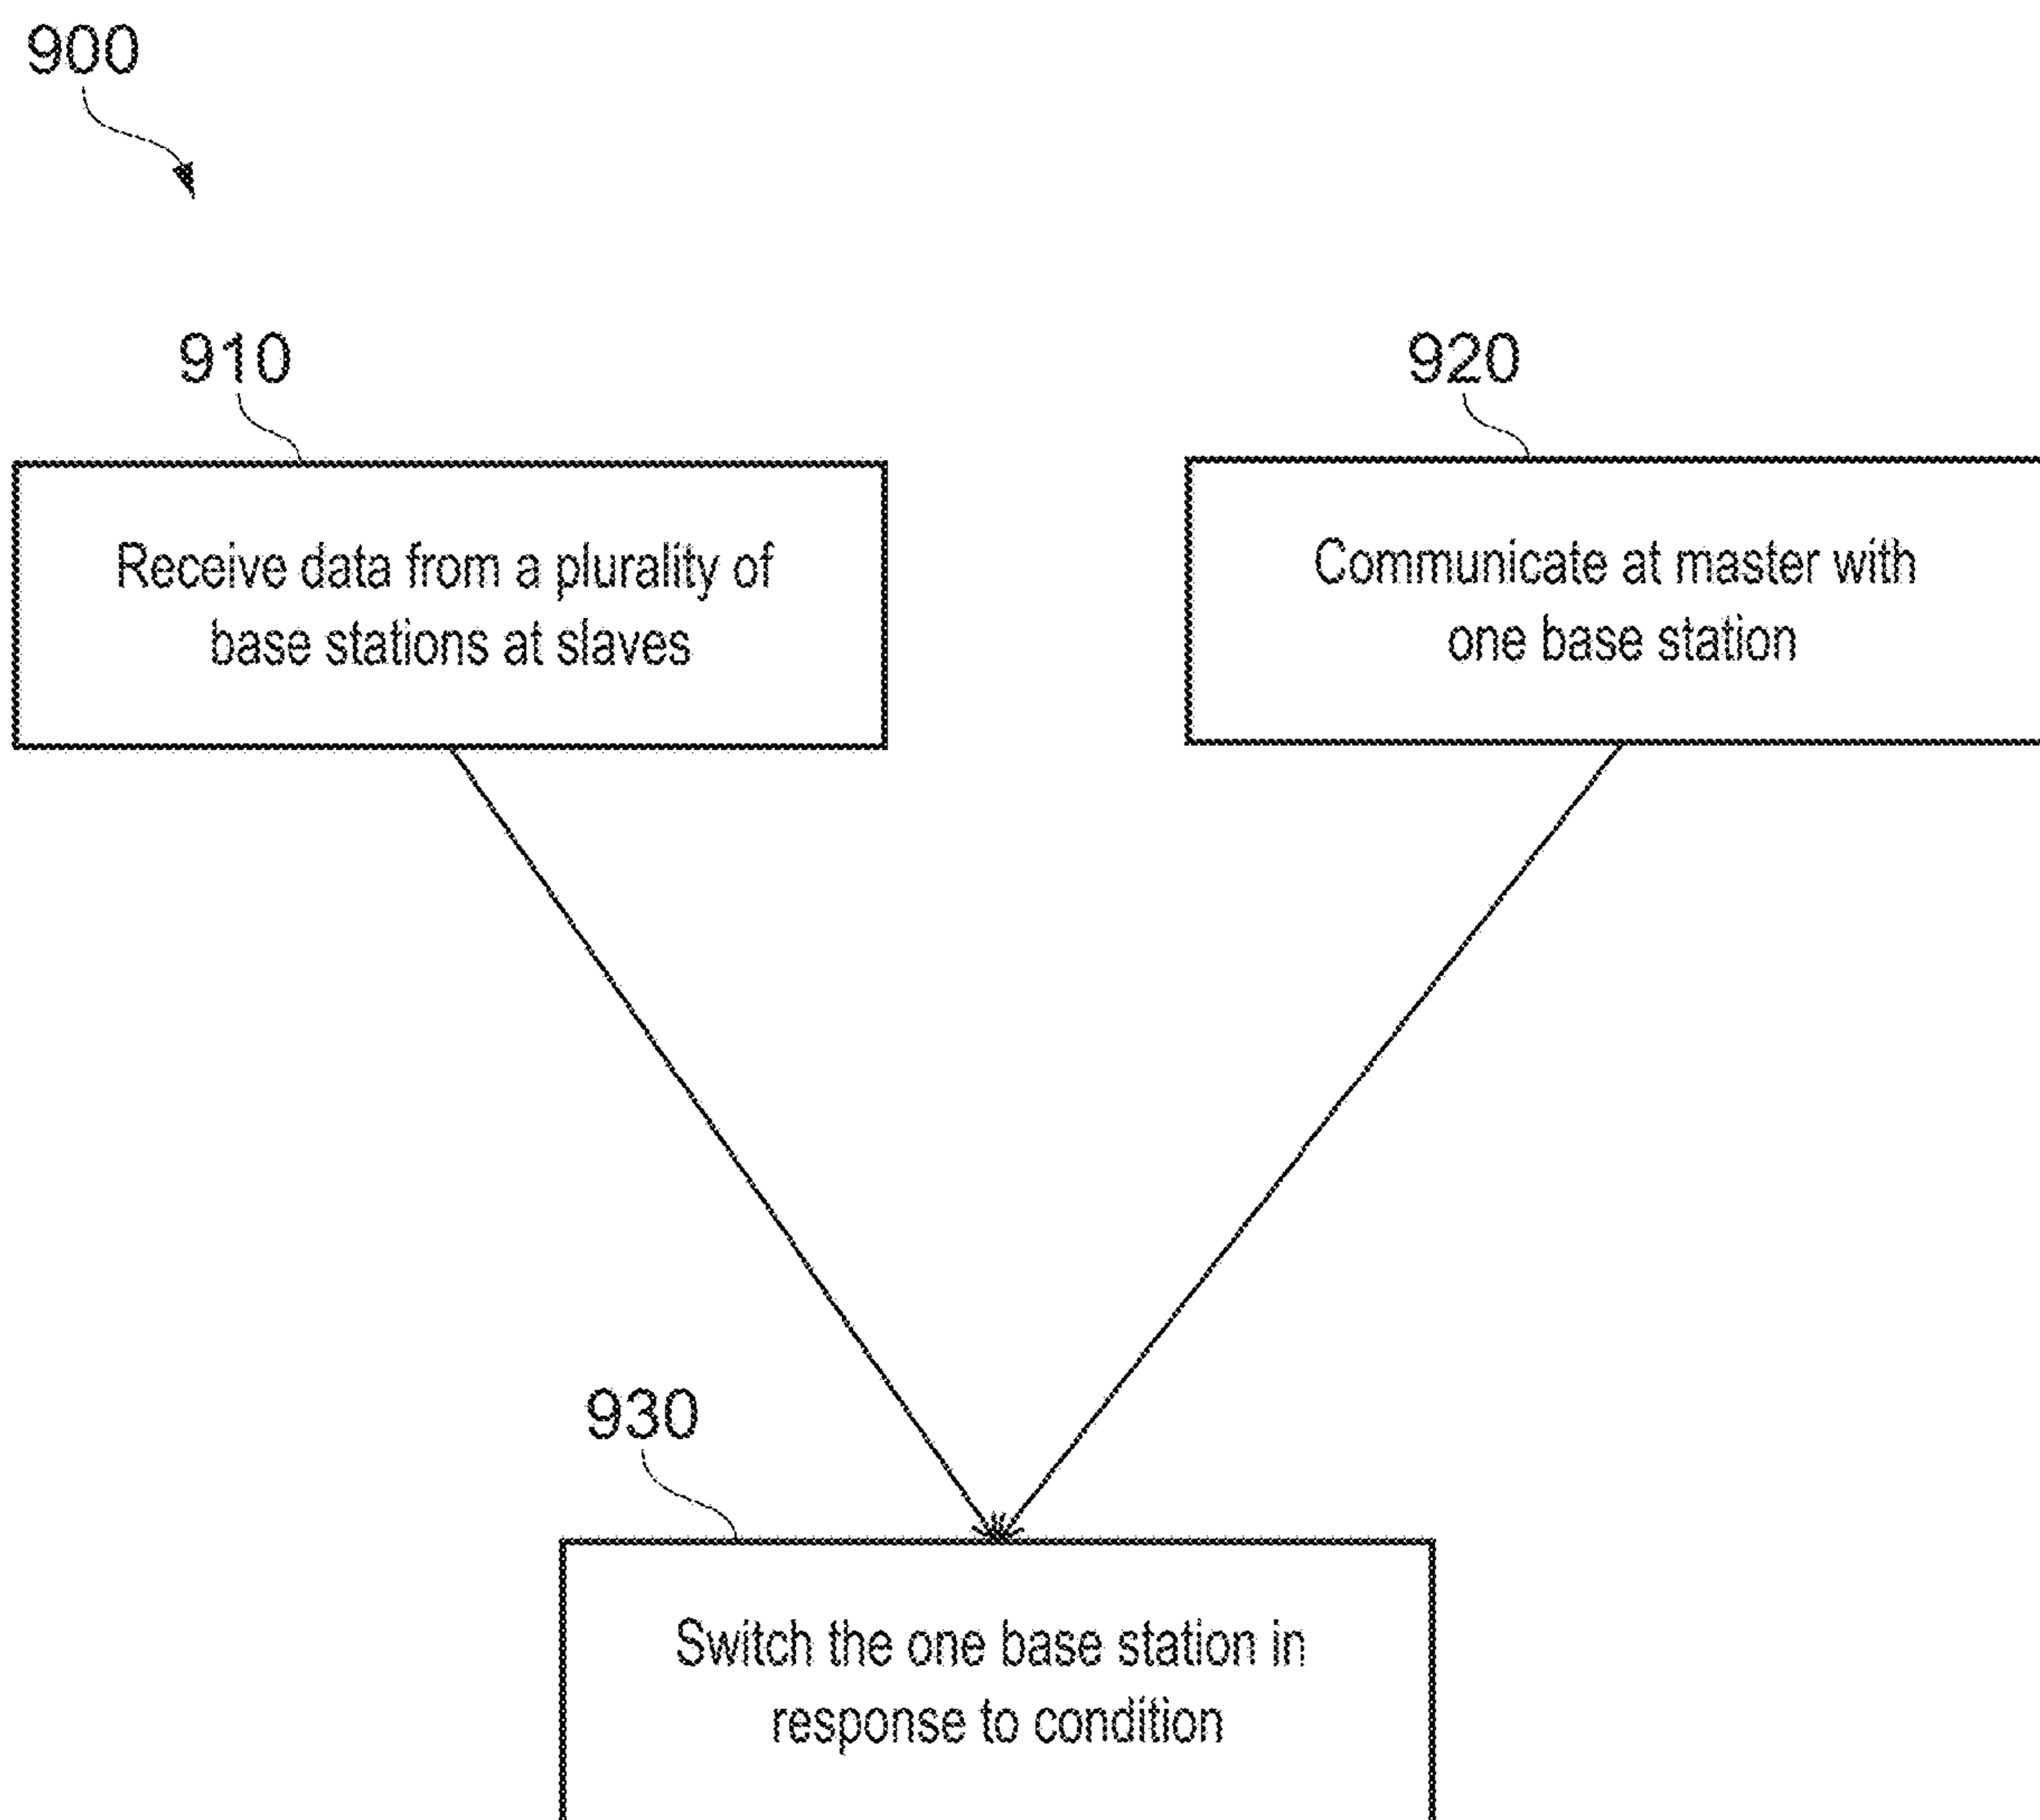 900
910
920
Receive data from a plurality of
base stations at slaves
Communicate at master with
one base station
930
Switch the one base station in
response to condition